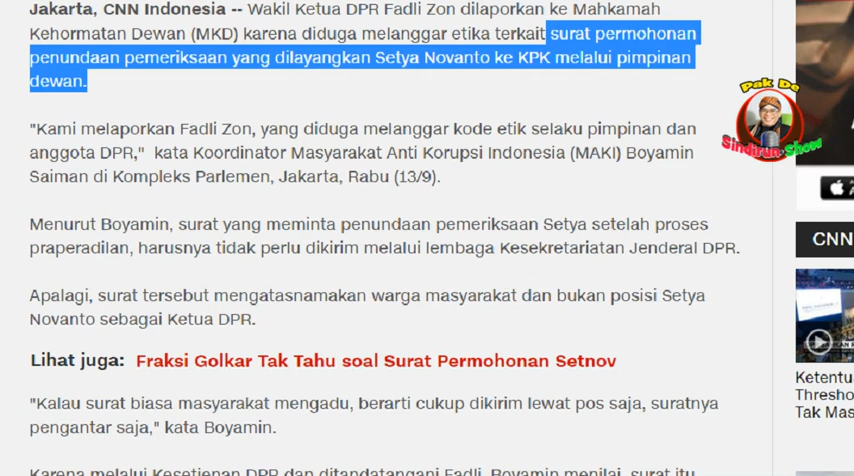 Jakarta, CNN Indonesia -- Wakil Ketua DPR Fadli Zon dilaporkan ke Mahkamah
Kehormatan Dewan (MKD) karena diduga melanggar etika terkait surat permohonan
penundaan pemeriksaan yang dilayangkan Setya Novanto ke KPK melalui pimpinan
dewan.
"Kami melaporkan Fadli Zon, yang diduga melanggar kode etik selaku pimpinan dan
anggota DPR," kata Koordinator Masyarakat Anti Korupsi Indonesia (MAKI) Boyamin
Saiman di Kompleks Parlemen, Jakarta, Rabu (13/9).
Menurut Boyamin, surat yang meminta penundaan pemeriksaan Setya setelah proses
praperadilan, harusnya tidak perlu dikirim melalui lembaga Kesekretariatan Jenderal DPR.
Apalagi, surat tersebut mengatasnamakan warga masyarakat dan bukan posisi Setya
Novanto sebagai Ketua DPR.
Lihat juga: Fraksi Golkar Tak Tahu soal Surat Permohonan Setnov
"Kalau surat biasa masyarakat mengadu, berarti cukup dikirim lewat pos saja, suratnya
pengantar saja," kata Boyamin.
Karena melalui Kesetjenan DPR dan ditandatangani Fadli, Boyamin menilai, surat itu
Pak De
Sindiran Show
CNN
Ketentu
Thresho
Tak Mas